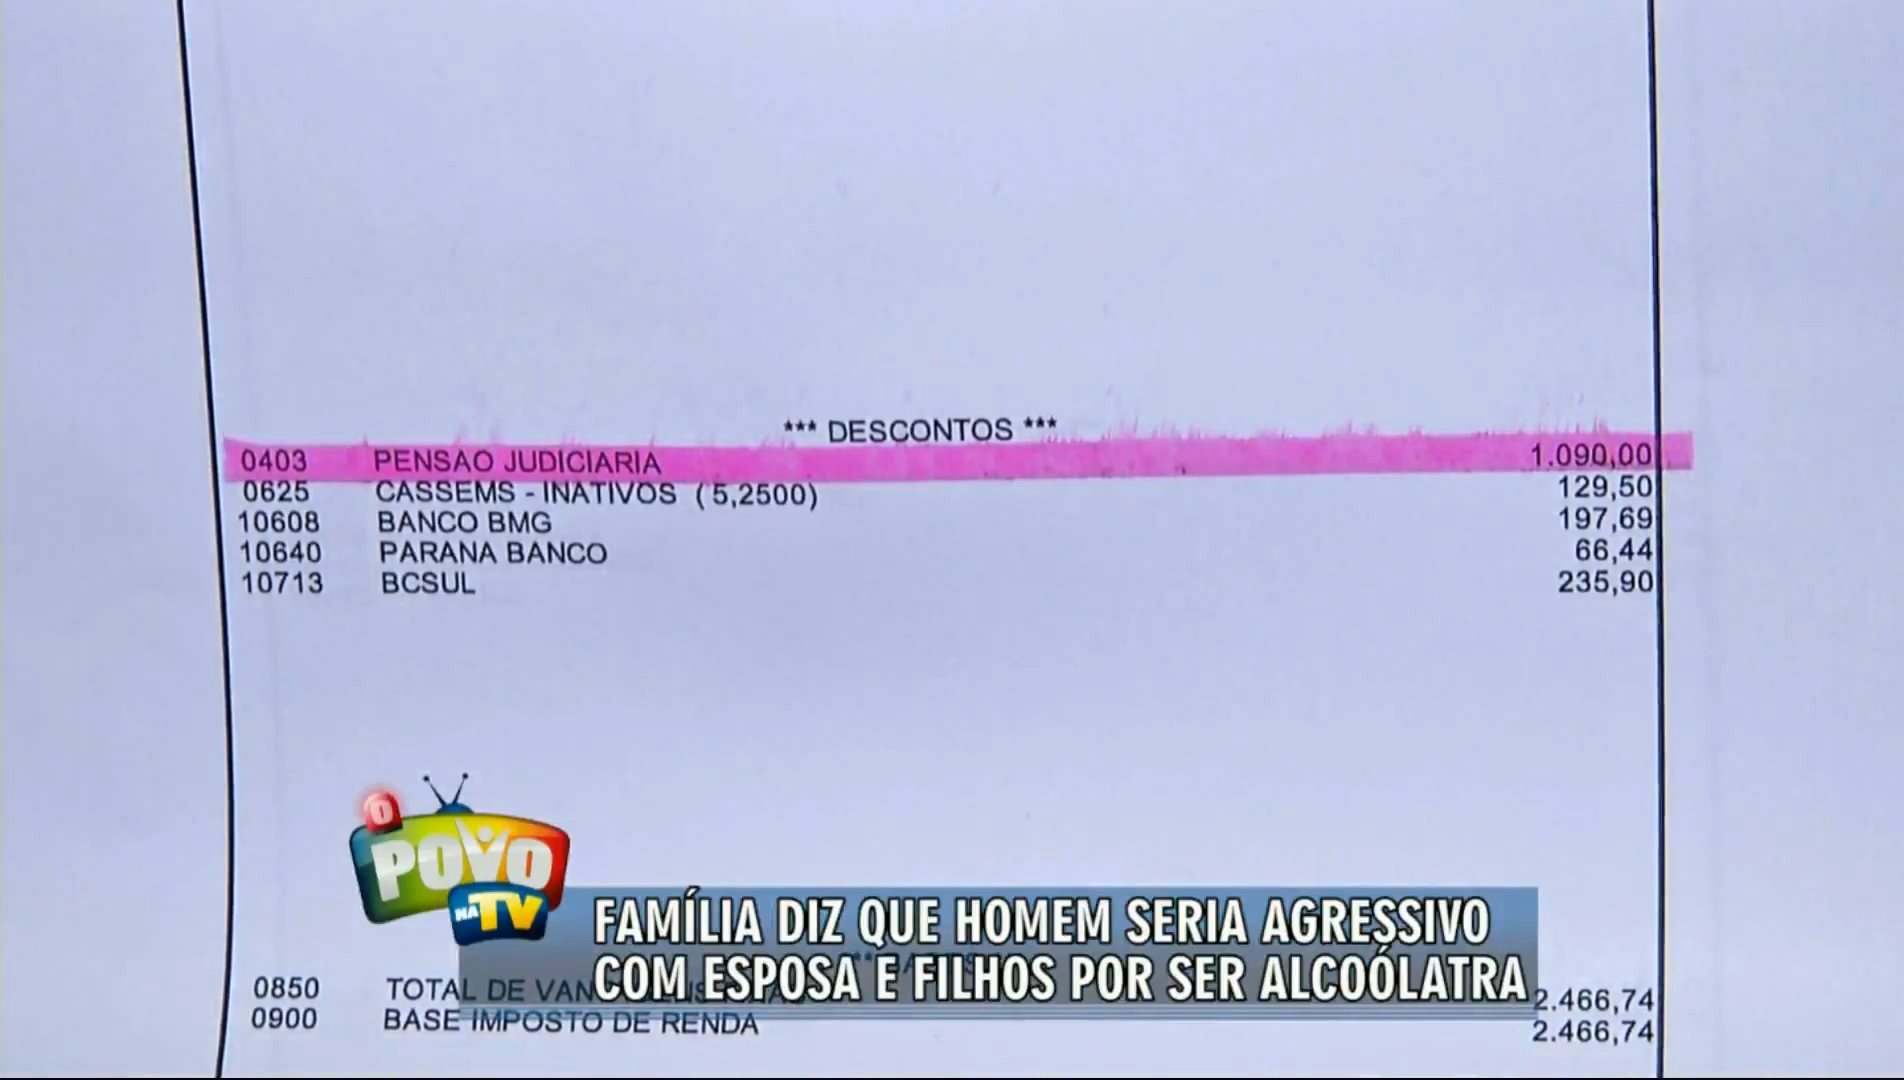 *** DESCONTOS ***
0403 PENSAO JUDICIARIA 1.090,00
0625 CASSEMS - INATIVOS (5,2500) 129,50
10608 BANCO BMG 197,69
10640 PARANA BANCO 66,44
10713 BCSUL 235,90
O POVO NA TV
FAMÍLIA DIZ QUE HOMEM SERIA AGRESSIVO
COM ESPOSA E FILHOS POR SER ALCOÓLATRA
0850 TOTAL DE 2.466,74
0900 BASE IMPOSTO DE RENDA 2.466,74